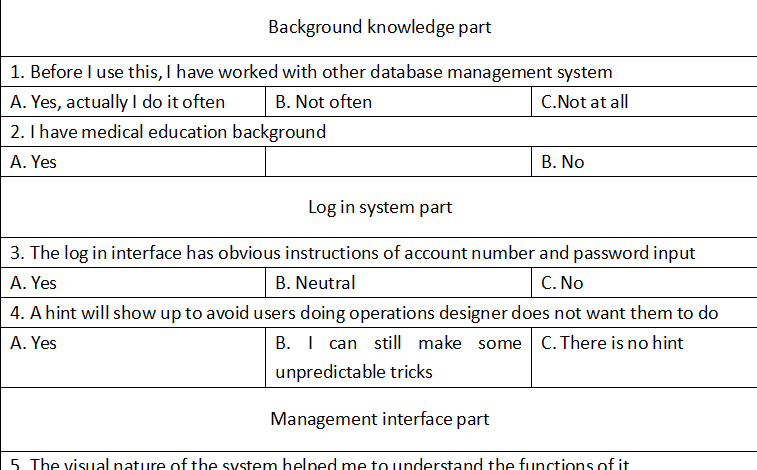 Background knowledge part
1. Before I use this, I have worked with other database management system
A. Yes, actually I do it often B. Not often C.Not at all
2. I have medical education background
A. Yes B. No
Log in system part
3. The log in interface has obvious instructions of account number and password input
A. Yes B. Neutral C. No
4. A hint will show up to avoid users doing operations designer does not want them to do
A. Yes B. I can still make some C. There is no hint
unpredictable tricks
Management interface part
5. The visual nature of the system helped me to understand the functions of it